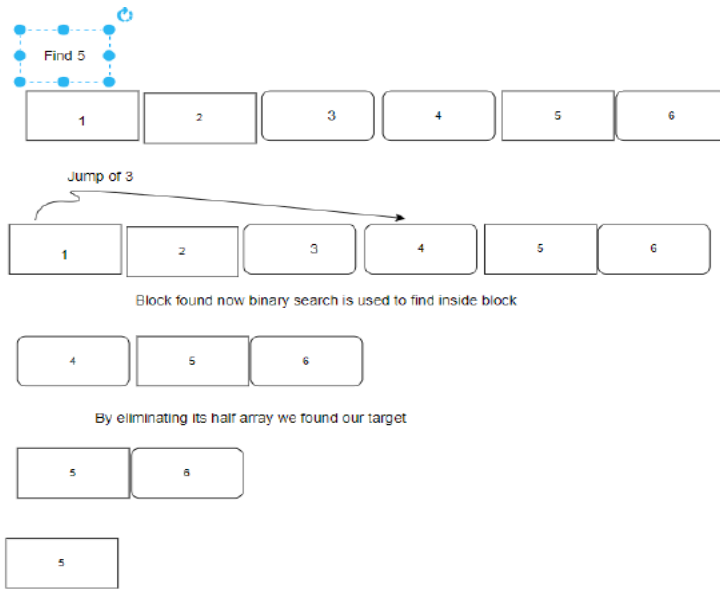 Find 5
1 2 3 4 5 6
Jump of 3
1 2 3 4 5 6
Block found now binary search is used to find inside block
4 5 6
By eliminating its half array we found our target
5 6
5